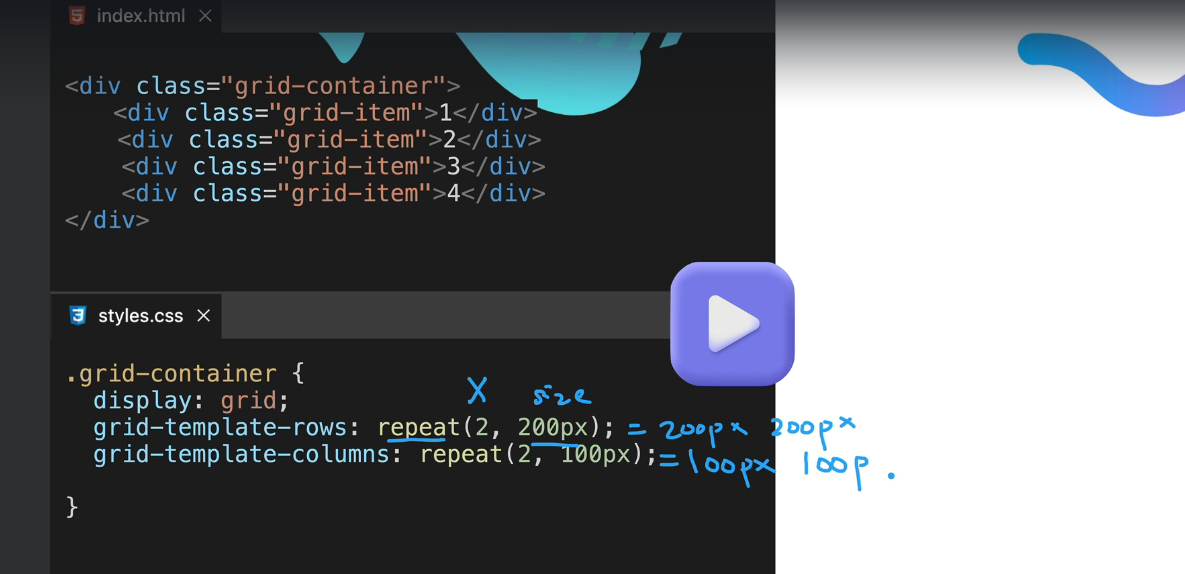 index.html ×
<div class="grid-container">
<div class="grid-item">1</div>
<div class="grid-item">2</div>
<div class="grid-item">3</div>
<div class="grid-item">4</div>
</div>
styles.css ×
.grid-container {
X size
display: grid;
grid-template-rows: repeat(2, 200px); = 200px 200px
grid-template-columns: repeat(2, 100px); = 100px 100p .
}